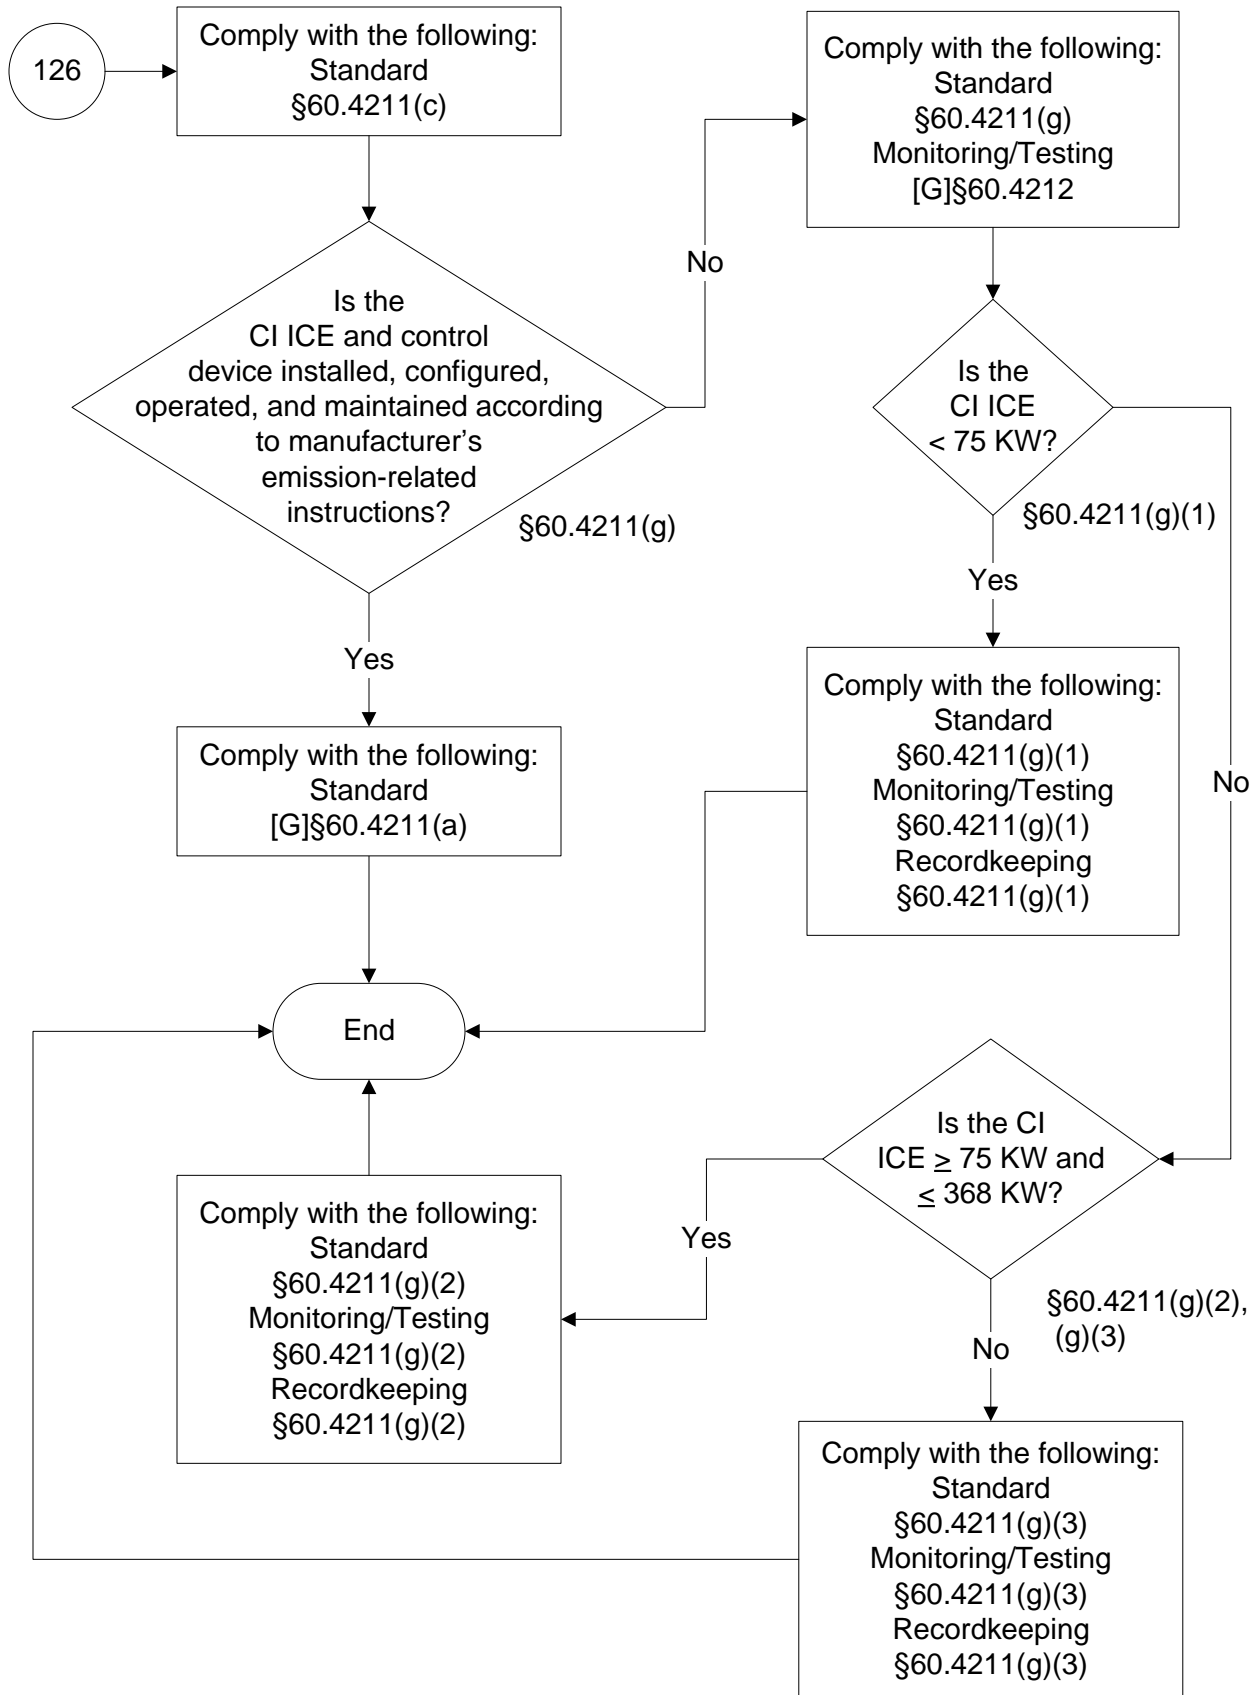 126
Comply with the following:
Standard
§60.4211(c)
Comply with the following:
Standard
§60.4211(g)
Monitoring/Testing
[G]§60.4212
No
Is the
CI ICE and control
device installed, configured,
operated, and maintained according
to manufacturer’s
emission-related
instructions?
§60.4211(g)
Is the
CI ICE
< 75 KW?
§60.4211(g)(1)
Yes
Yes
Comply with the following:
Standard
[G]§60.4211(a)
Comply with the following:
Standard
§60.4211(g)(1)
Monitoring/Testing
§60.4211(g)(1)
Recordkeeping
§60.4211(g)(1)
No
End
Is the CI
ICE ≥ 75 KW and
≤ 368 KW?
Yes
§60.4211(g)(2),
(g)(3)
No
Comply with the following:
Standard
§60.4211(g)(2)
Monitoring/Testing
§60.4211(g)(2)
Recordkeeping
§60.4211(g)(2)
Comply with the following:
Standard
§60.4211(g)(3)
Monitoring/Testing
§60.4211(g)(3)
Recordkeeping
§60.4211(g)(3)